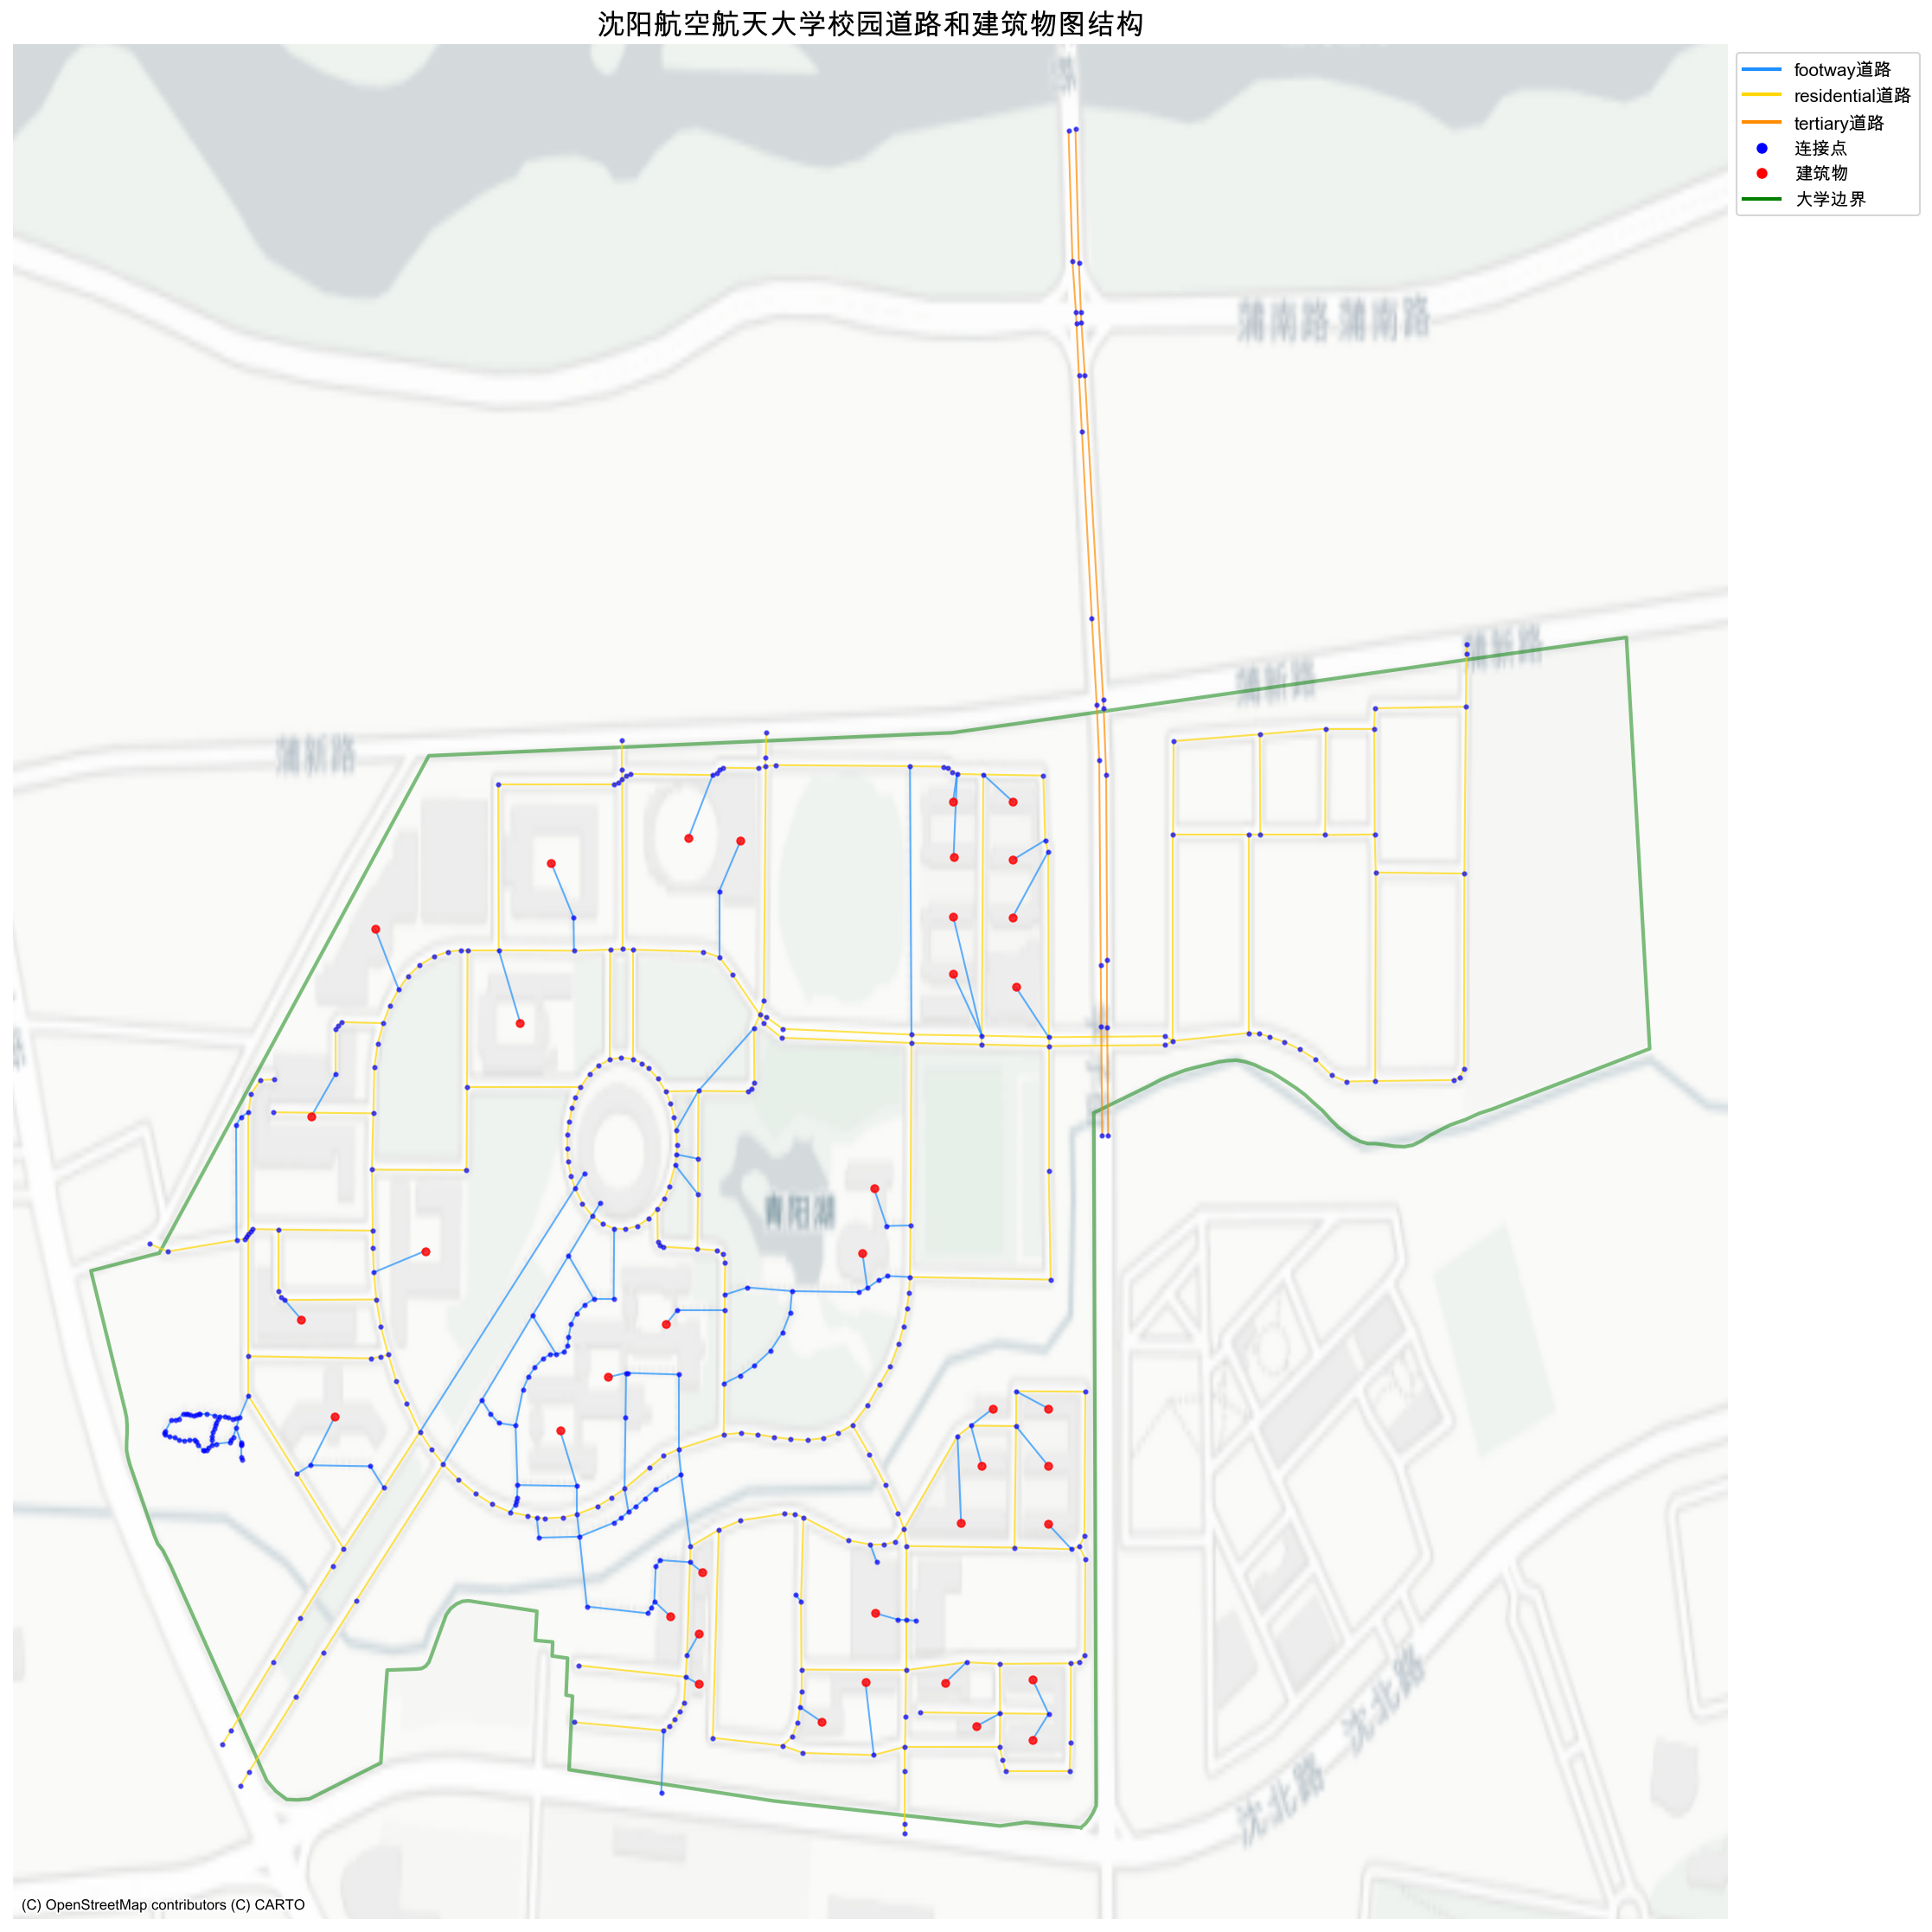 沈阳航空航天大学校园道路和建筑物图结构
footway道路
residential道路
tertiary道路
连接点
建筑物
大学边界
路
蒲南路 蒲南路
蒲新路
蒲新路
蒲新路
青阳湖
沈北路
沈北路
(C) OpenStreetMap contributors (C) CARTO